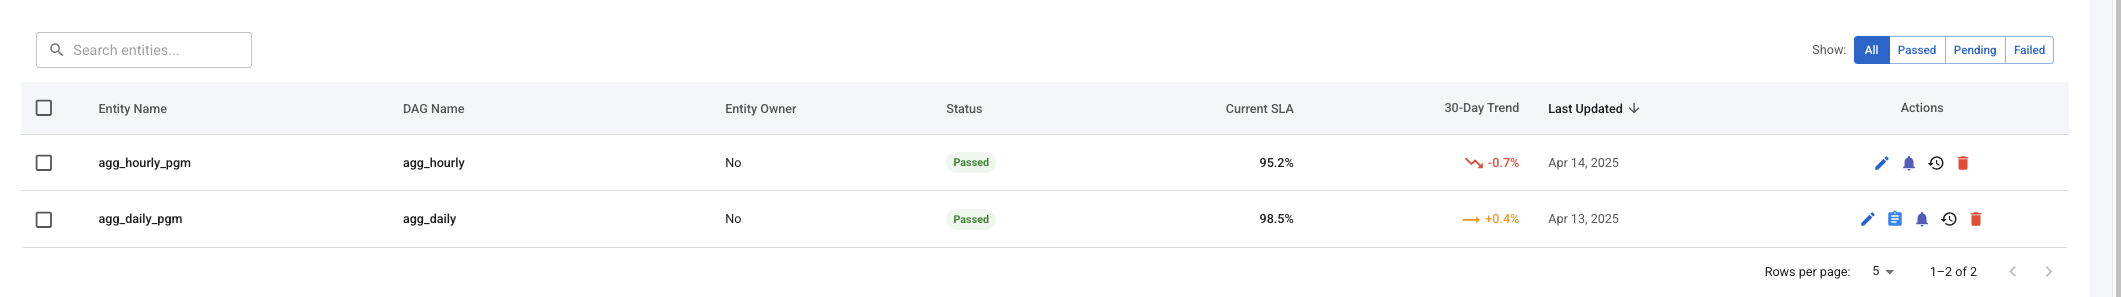 Search entities...
Show: All Passed Pending Failed
Entity Name DAG Name Entity Owner Status Current SLA 30-Day Trend Last Updated Actions
agg_hourly_pgm agg_hourly No Passed 95.2% -0.7% Apr 14, 2025
agg_daily_pgm agg_daily No Passed 98.5% +0.4% Apr 13, 2025
Rows per page: 5 1–2 of 2